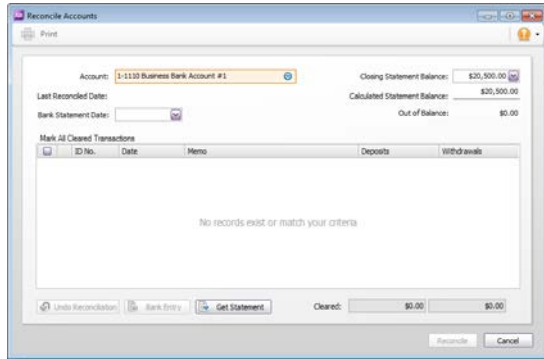 Reconcile Accounts
Print
Account: 1-1110 Business Bank Account #1
Closing Statement Balance: $20,500.00
Last Reconciled Date:
Calculated Statement Balance: $20,500.00
Bank Statement Date:
Out of Balance: $0.00
Mark All Cleared Transactions
ID No. Date Memo Deposits Withdrawals
No records exist or match your criteria
Undo Reconciliation Bank Entry Get Statement Cleared: $0.00 $0.00
Reconcile Cancel